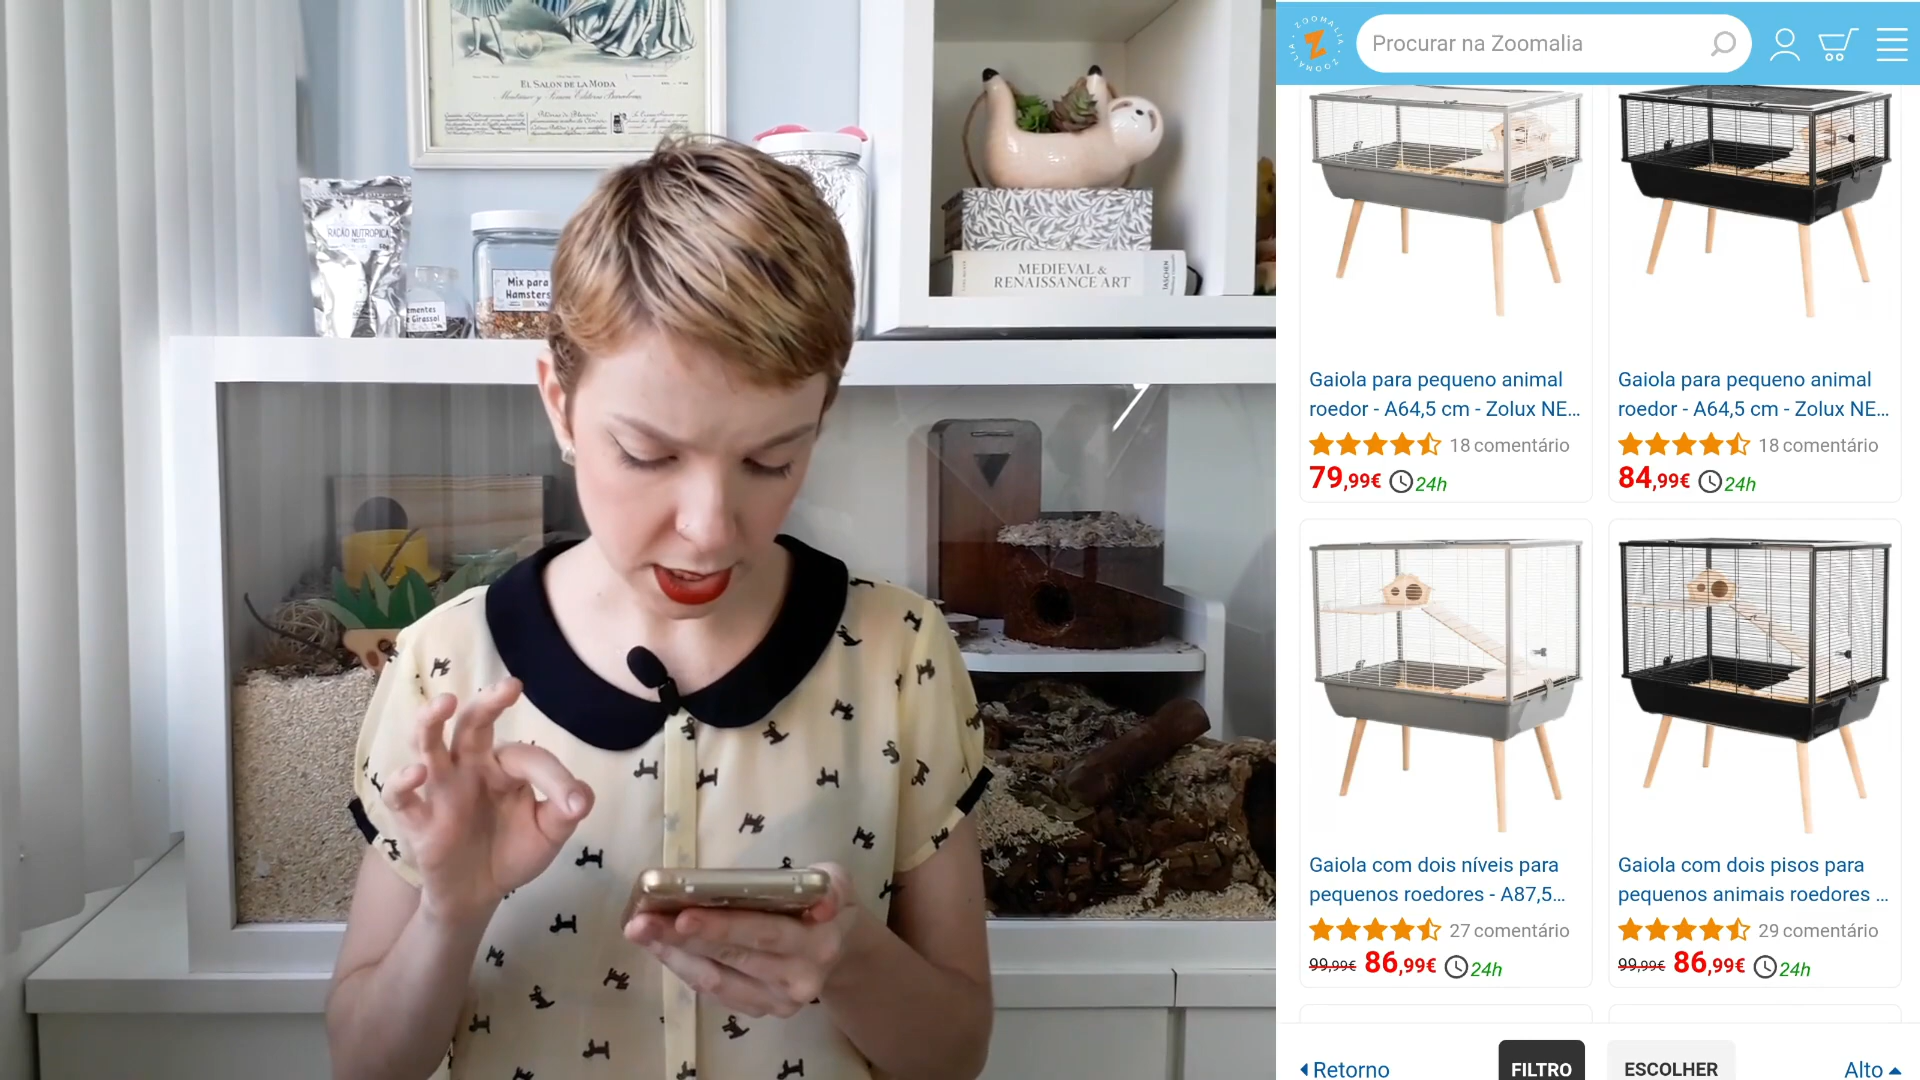 EL SALON DE LA MODA
RAÇÃO NUTRÓPICA
Mix para
Hamsters
ementes
e Girassol
MEDIEVAL &
RENAISSANCE ART
TASCHEN
ZOOMALIA
Procurar na Zoomalia
Gaiola para pequeno animal
roedor - A64,5 cm - Zolux NE...
18 comentário
79,99€ 24h
Gaiola para pequeno animal
roedor - A64,5 cm - Zolux NE...
18 comentário
84,99€ 24h
Gaiola com dois níveis para
pequenos roedores - A87,5...
27 comentário
99,99€ 86,99€ 24h
Gaiola com dois pisos para
pequenos animais roedores ...
29 comentário
99,99€ 86,99€ 24h
Retorno
FILTRO
ESCOLHER
Alto